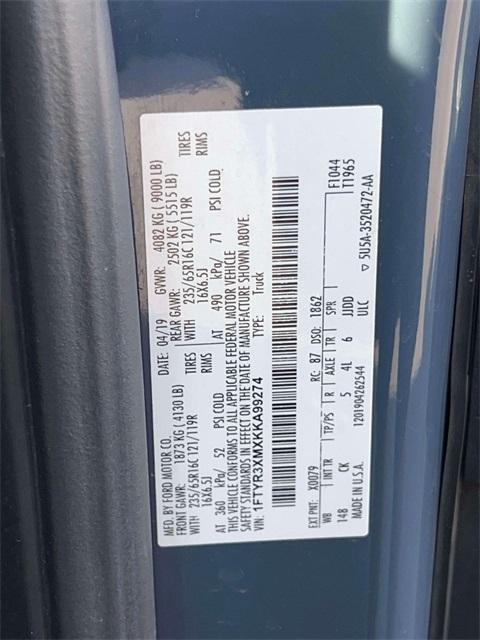 MFD. BY FORD MOTOR CO.
DATE: 04/19 GVWR: 4082 KG ( 9000 LB)
FRONT GAWR: 1873 KG ( 4130 LB) REAR GAWR: 2502 KG ( 5515 LB)
WITH 235/65R16C 121/119R TIRES WITH 235/65R16C 121/119R TIRES
16X6.5J RIMS 16X6.5J RIMS
AT 360 kPa/ 52 PSI COLD AT 490 kPa/ 71 PSI COLD
THIS VEHICLE CONFORMS TO ALL APPLICABLE FEDERAL MOTOR VEHICLE
SAFETY STANDARDS IN EFFECT ON THE DATE OF MANUFACTURE SHOWN ABOVE.
VIN: 1FTYR3XMXKKA99274 TYPE: Truck
F1044
T1965
EXT PNT: X0079 RC: 87 DSO: 1862
WB INT TR TP/PS R AXLE TR SPR
148 CK 5 4L 6 JJDD
ULC
1201904262544
MADE IN U.S.A.
▽ 5U5A-3520472-AA